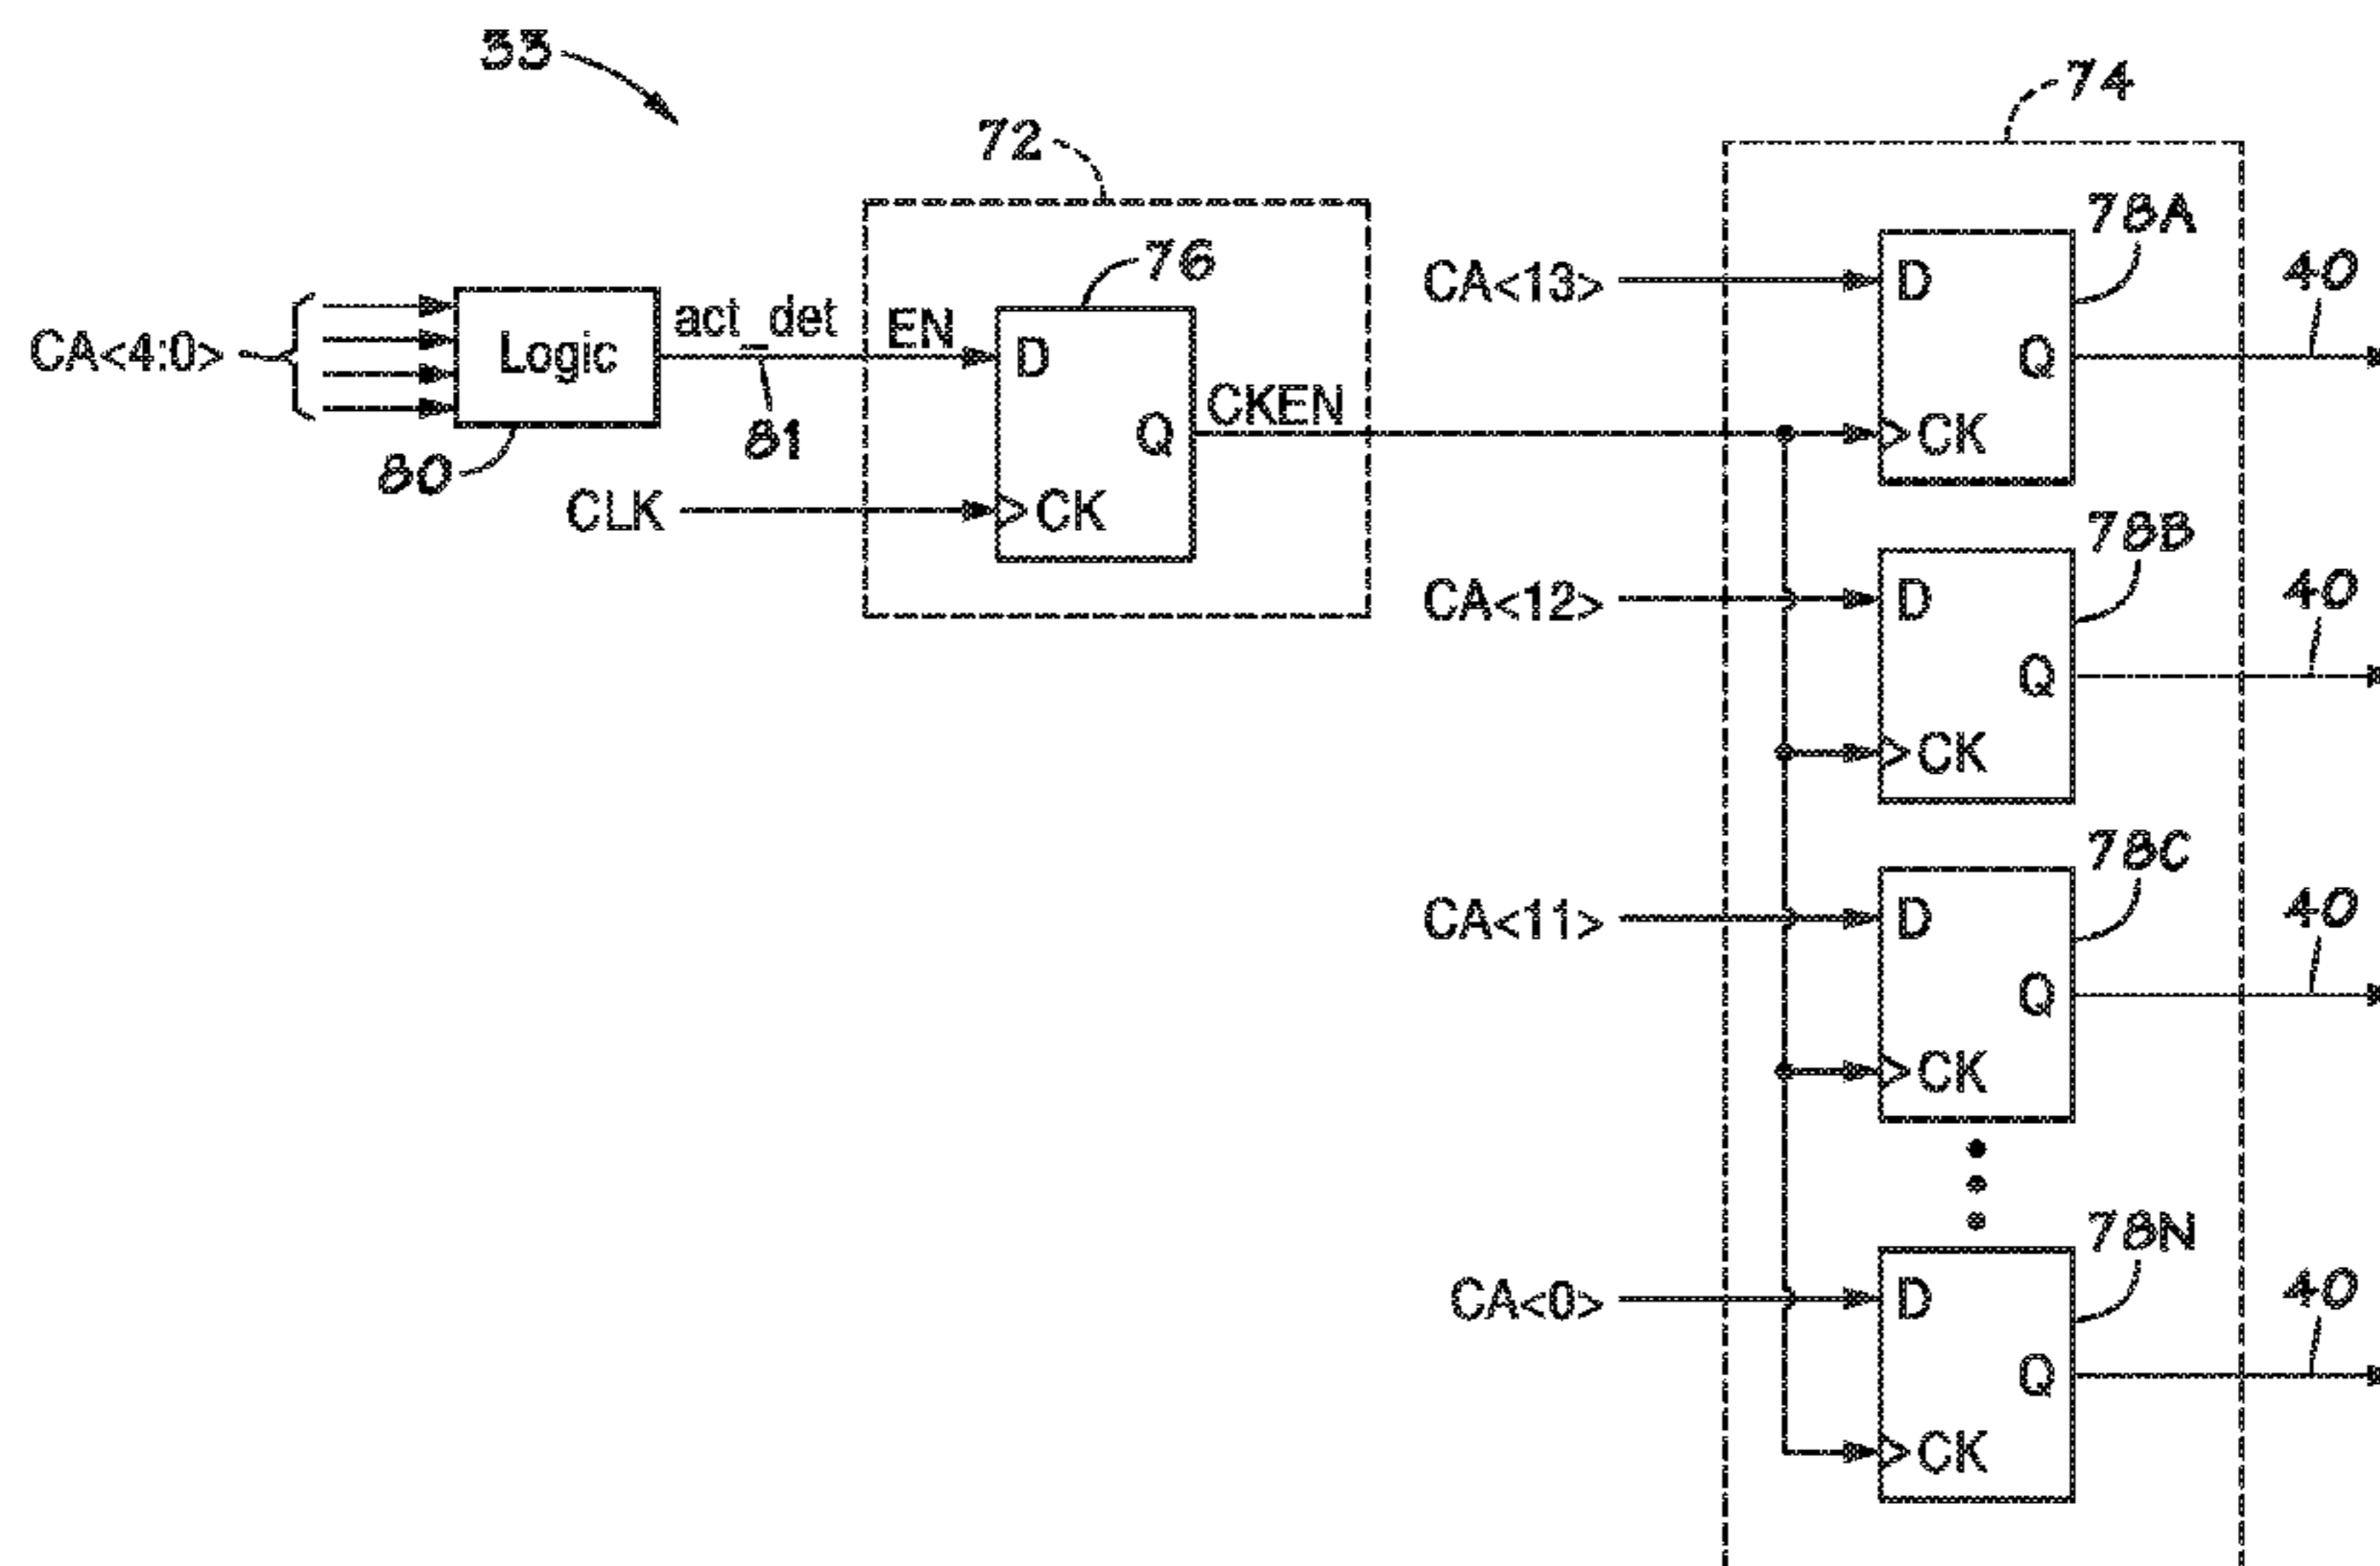 33
74
72
78A
76
CA<13>
D
40
act_det
EN
CA<4:0>
Logic
D
Q
CKEN
81
Q
CK
80
CLK
CK
78B
CA<12>
D
40
Q
CK
78C
CA<11>
D
40
Q
CK
78N
CA<0>
D
40
Q
CK